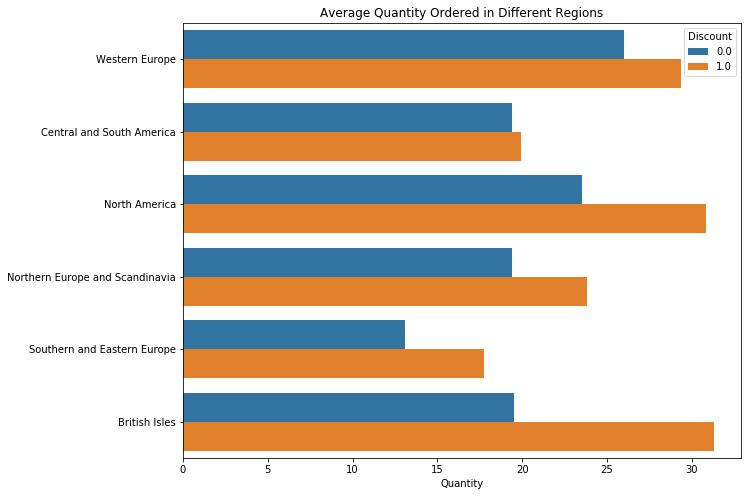 Average Quantity Ordered in Different Regions
Discount
0.0
1.0
Western Europe
Central and South America
North America
Northern Europe and Scandinavia
Southern and Eastern Europe
British Isles
0 5 10 15 20 25 30
Quantity